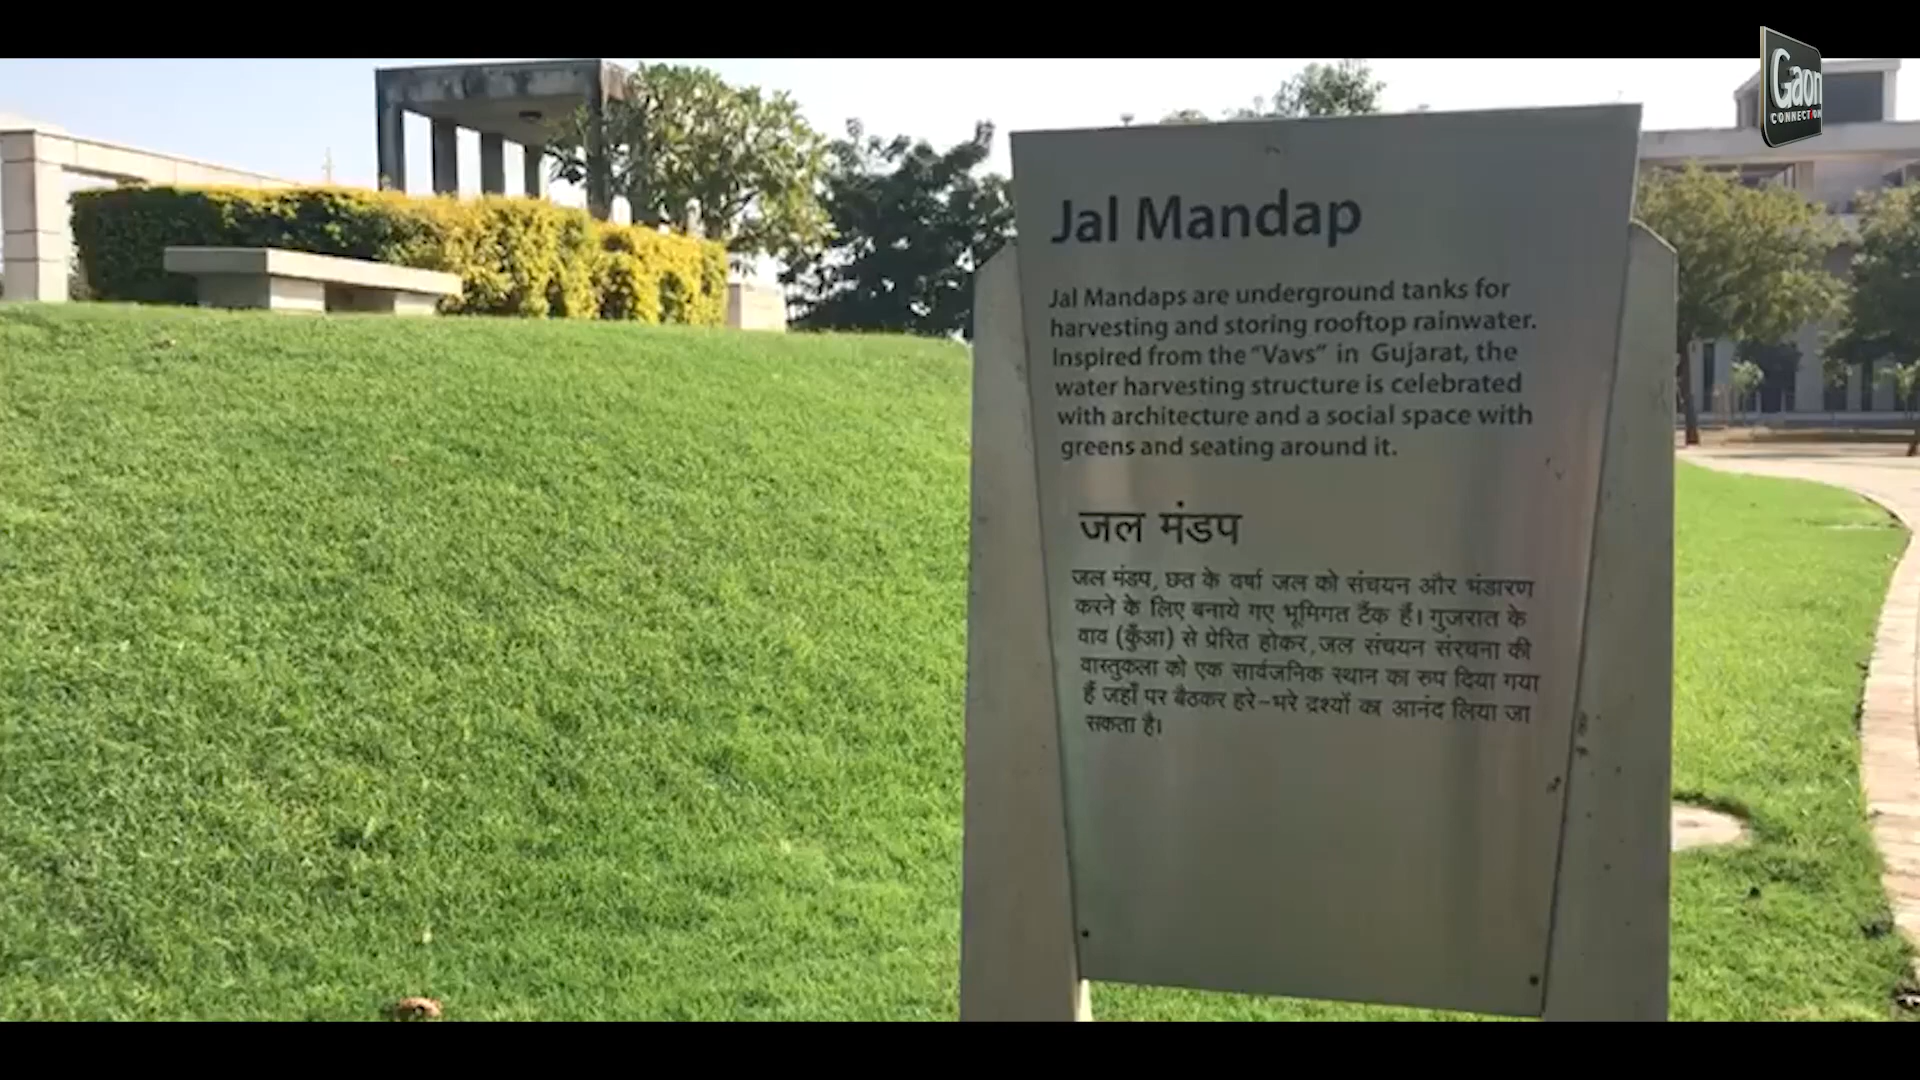 Gaon
CONNECTION
Jal Mandap
Jal Mandaps are underground tanks for
harvesting and storing rooftop rainwater.
Inspired from the "Vavs" in Gujarat, the
water harvesting structure is celebrated
with architecture and a social space with
greens and seating around it.
जल मंडप
जल मंडप, छत के वर्षा जल को संचयन और भंडारण
करने के लिए बनाये गए भूमिगत टैंक हैं। गुजरात के
वाव (कुँआ) से प्रेरित होकर, जल संचयन संरचना की
वास्तुकला को एक सार्वजनिक स्थान का रुप दिया गया
हैं जहाँ पर बैठकर हरे-भरे द्रश्यों का आनंद लिया जा
सकता है।